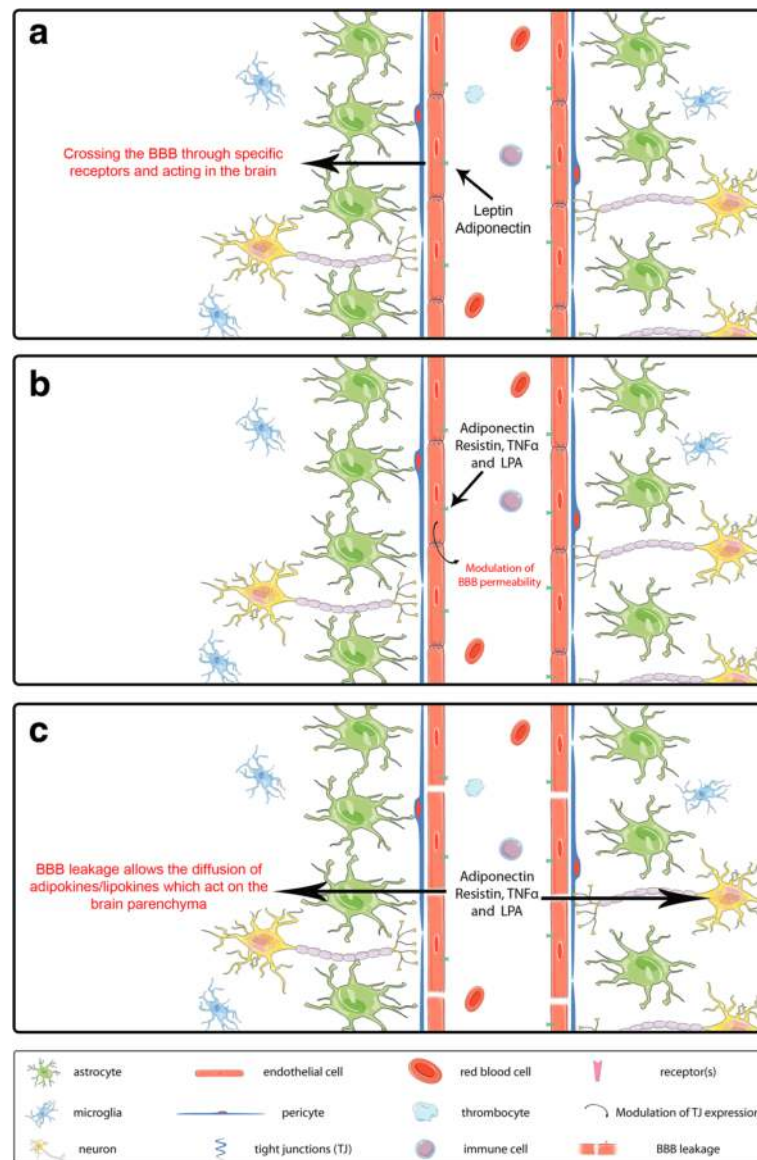 a
Crossing the BBB through specific
receptors and acting in the brain
Leptin
Adiponectin
b
Adiponectin
Resistin, TNFα
and LPA
Modulation of
BBB permeability
c
BBB leakage allows the diffusion of
adipokines/lipokines which act on the
brain parenchyma
Adiponectin
Resistin, TNFα
and LPA
astrocyte
endothelial cell
red blood cell
receptor(s)
microglia
pericyte
thrombocyte
Modulation of TJ expression
neuron
tight junctions (TJ)
immune cell
BBB leakage